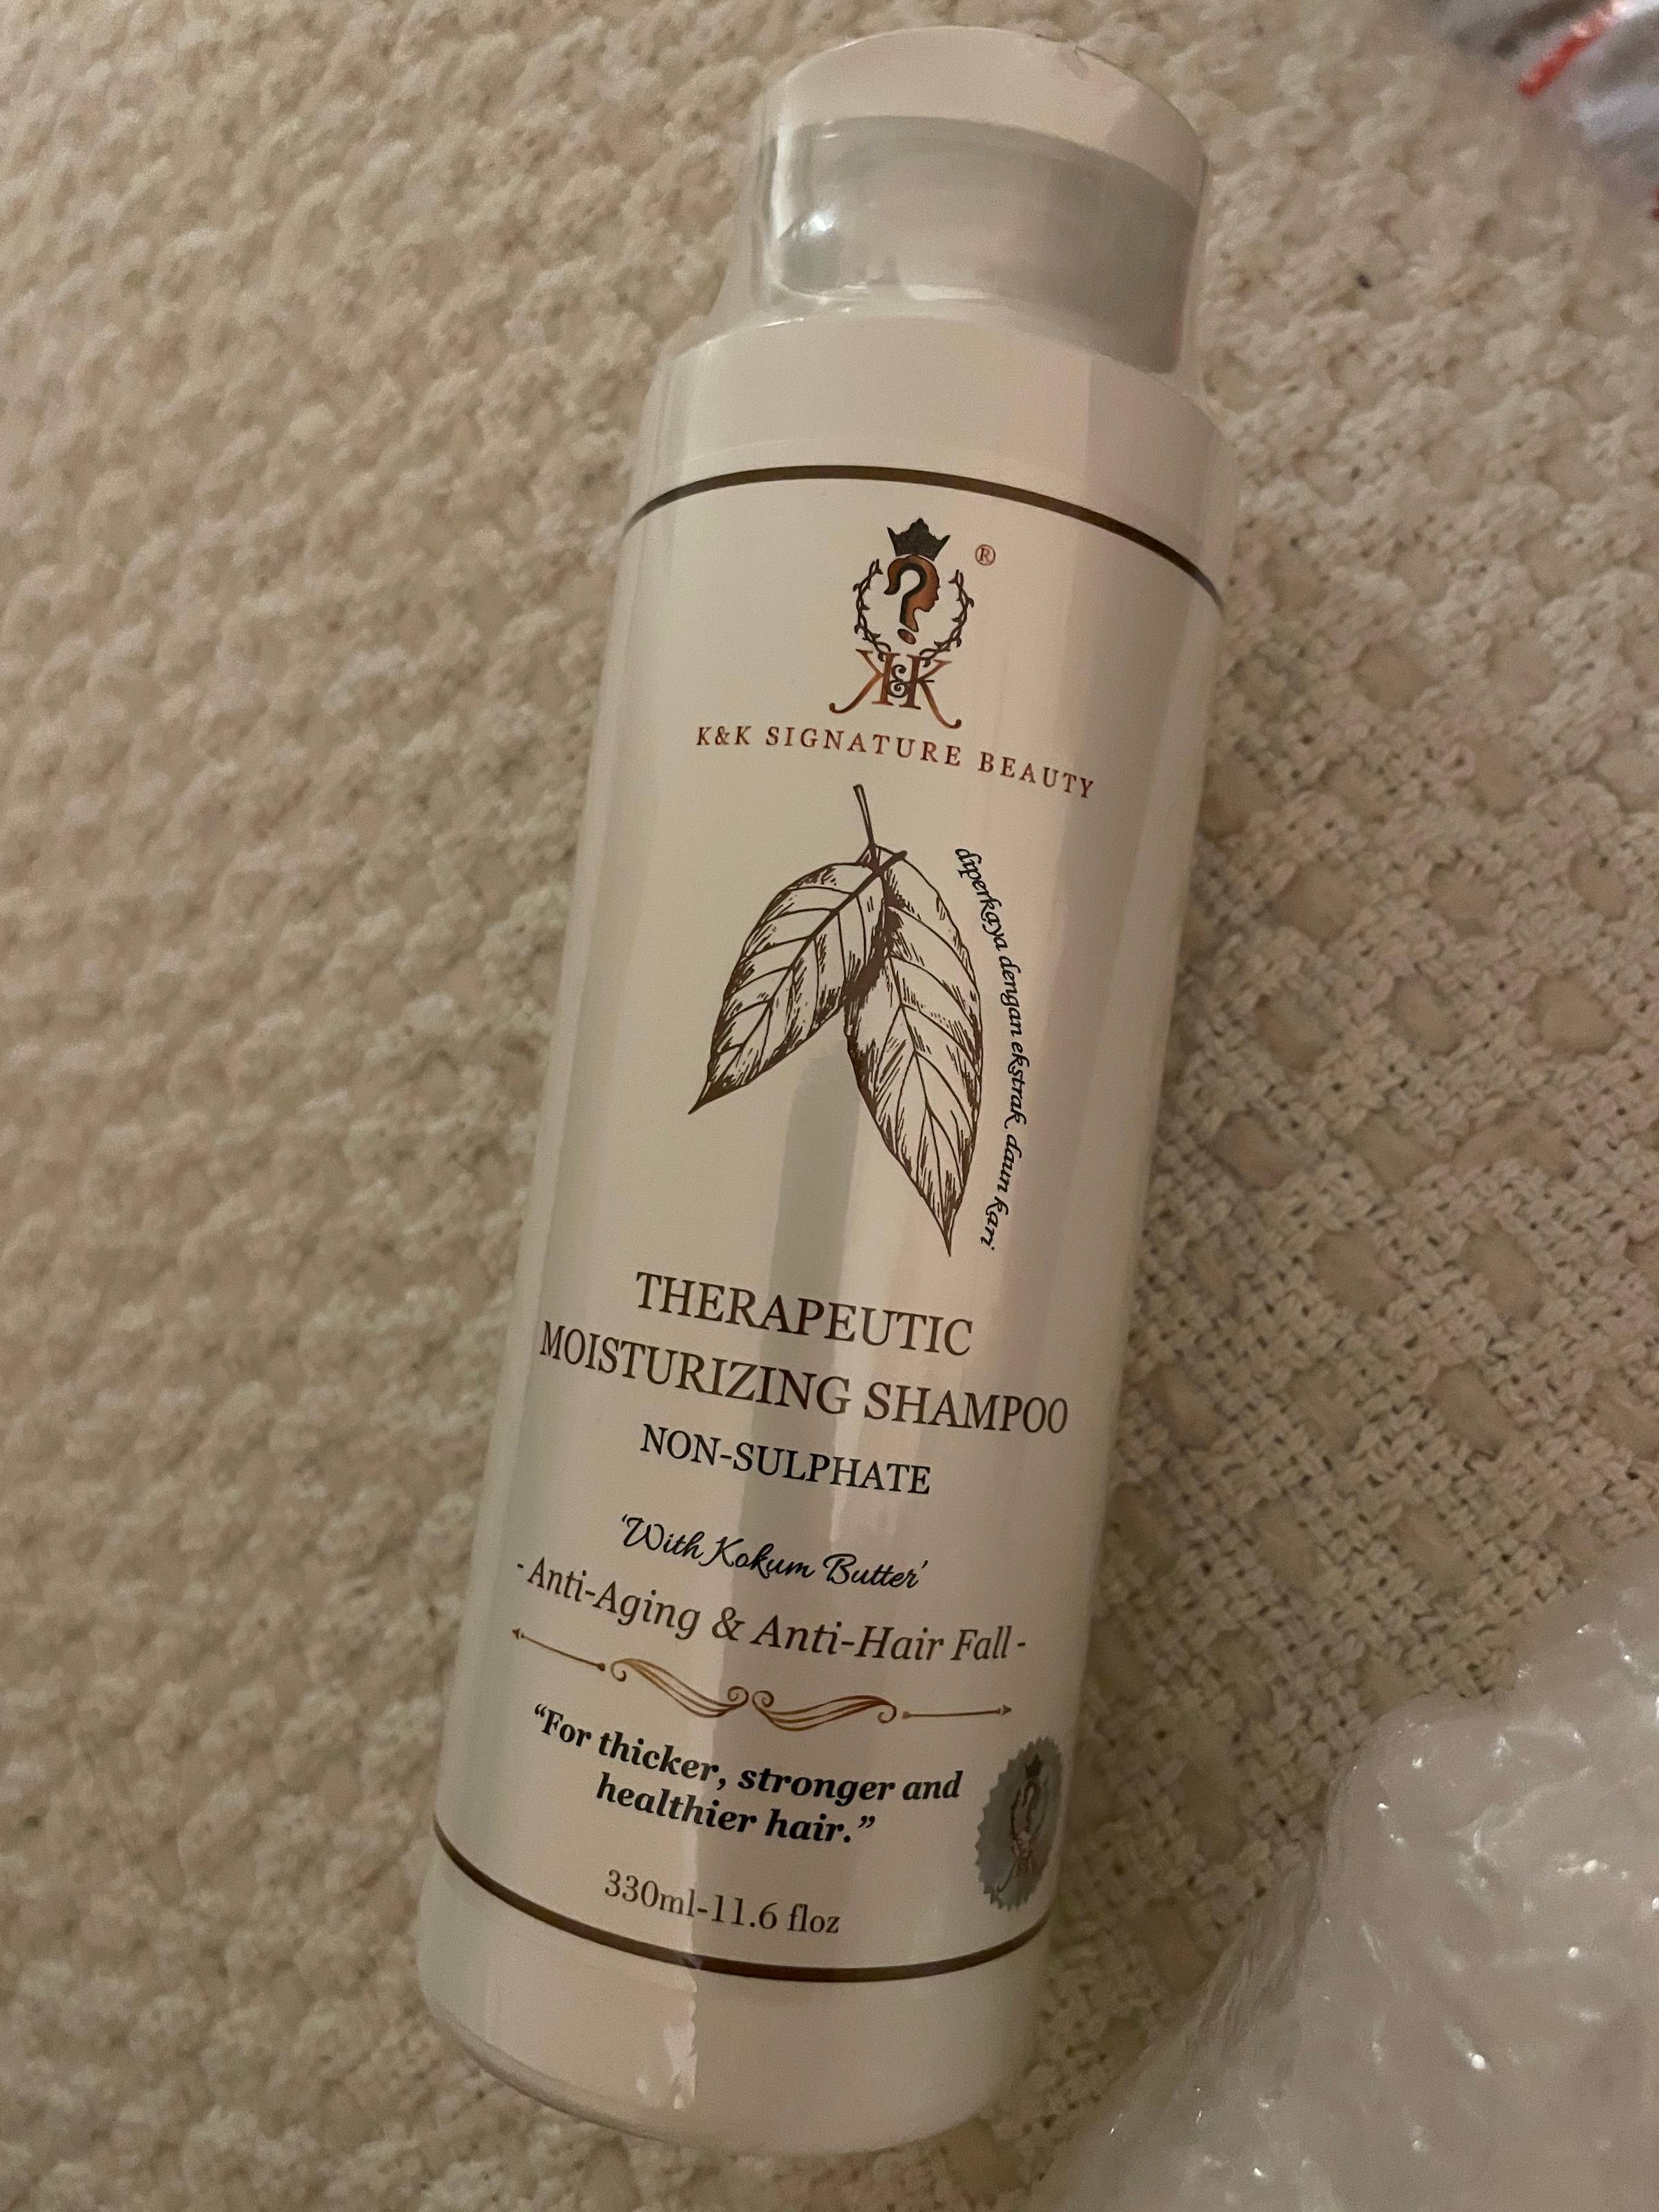 ®
K&K
K&K SIGNATURE BEAUTY
diperkaya dengan ekstrak daun kari
THERAPEUTIC
MOISTURIZING SHAMPOO
NON-SULPHATE
'With Kokum Butter'
- Anti-Aging & Anti-Hair Fall -
“For thicker, stronger and
healthier hair.”
330ml-11.6 floz